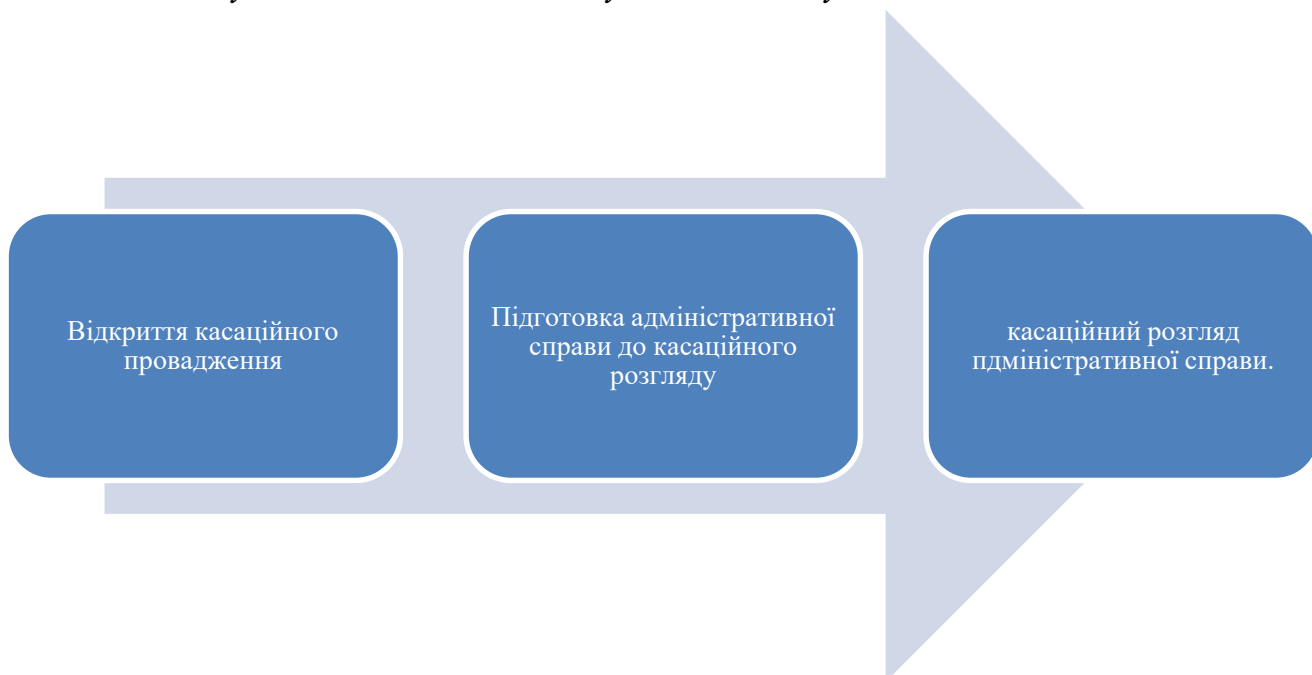 Відкриття касаційного
провадження
Підготовка адміністративної
справи до касаційного
розгляду
касаційний розгляд
пдміністративної справи.